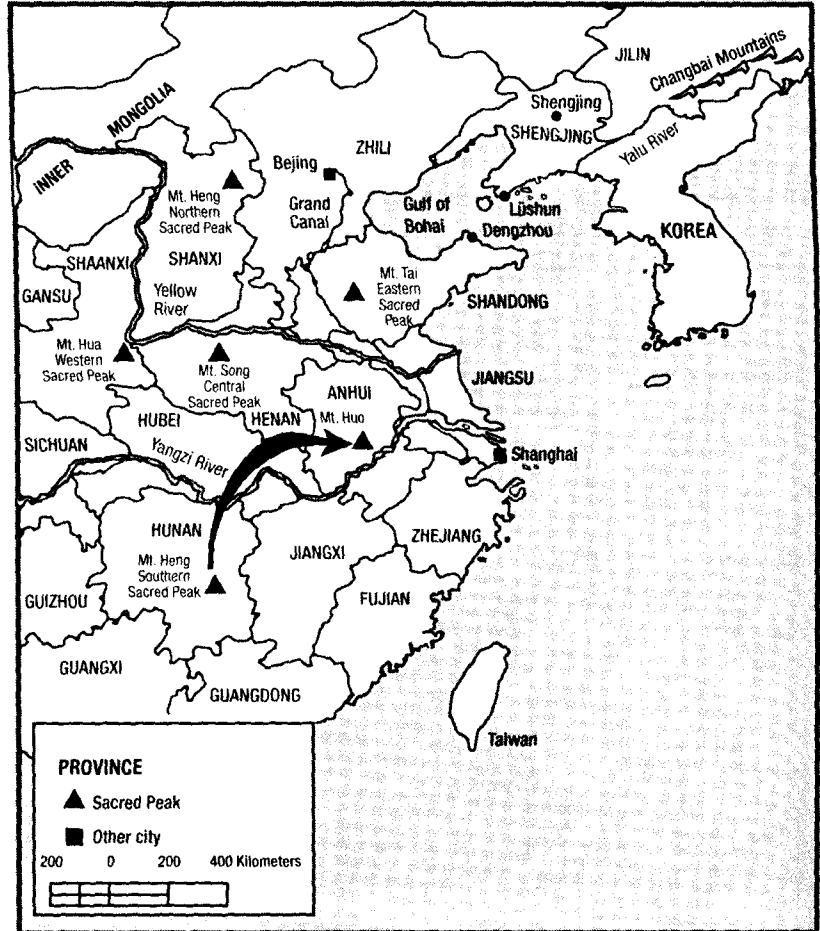 JILIN
Changbai Mountains
MONGOLIA
INNER
Shengjing
SHENGJING
Yalu River
ZHILI
Bejing
Mt. Heng
Northern
Sacred Peak
Grand
Canal
Gulf of
Bohai
Lüshun
Dengzhou
KOREA
SHAANXI
SHANXI
GANSU
Yellow
River
Mt. Tai
Eastern
Sacred
Peak
SHANDONG
Mt. Hua
Western
Sacred Peak
Mt. Song
Central
Sacred Peak
ANHUI
JIANGSU
HUBEI
HENAN
Mt. Huo
SICHUAN
Yangzi River
Shanghai
HUNAN
ZHEJIANG
JIANGXI
Mt. Heng
Southern
Sacred Peak
GUIZHOU
FUJIAN
GUANGXI
GUANGDONG
Taiwan
PROVINCE
Sacred Peak
Other city
200 0 200 400 Kilometers